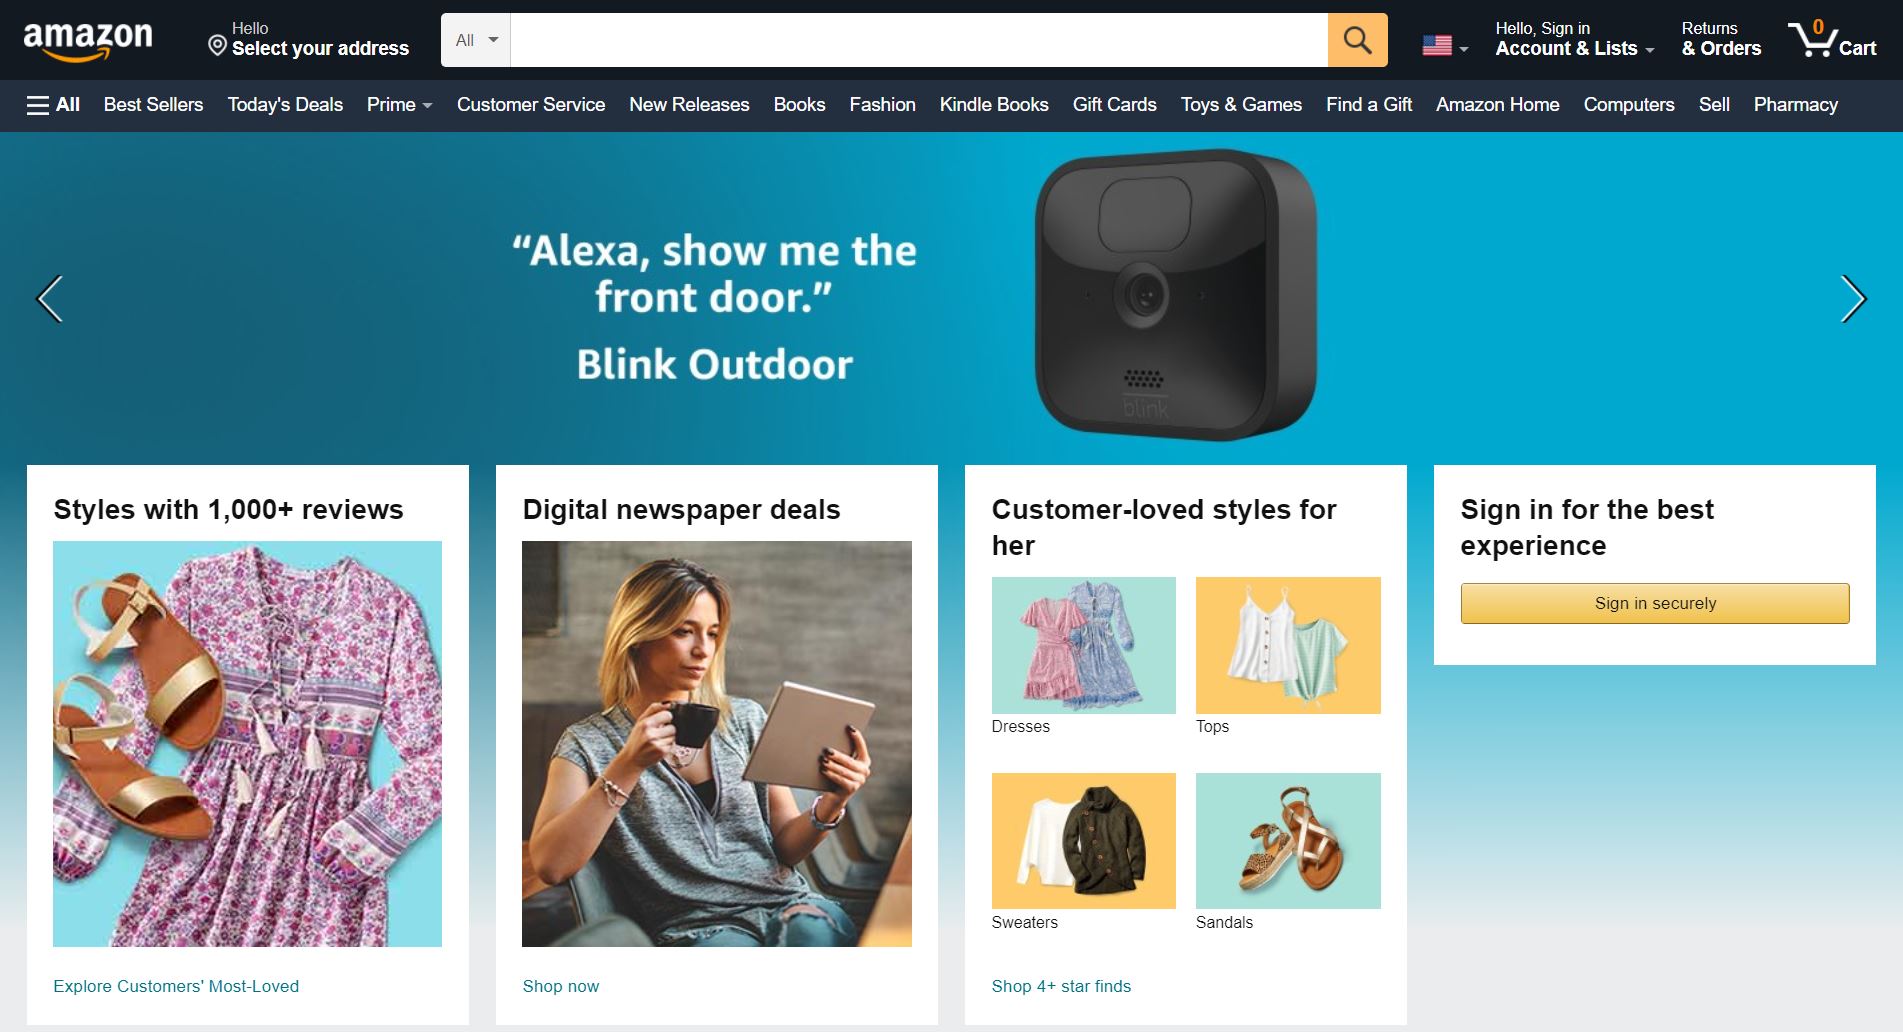 amazon
Hello
Select your address
All
Hello, Sign in
Account & Lists
Returns
& Orders
0
Cart
All
Best Sellers
Today's Deals
Prime
Customer Service
New Releases
Books
Fashion
Kindle Books
Gift Cards
Toys & Games
Find a Gift
Amazon Home
Computers
Sell
Pharmacy
“Alexa, show me the
front door.”
Blink Outdoor
blink
Styles with 1,000+ reviews
Explore Customers' Most-Loved
Digital newspaper deals
Shop now
Customer-loved styles for
her
Dresses
Tops
Sweaters
Sandals
Shop 4+ star finds
Sign in for the best
experience
Sign in securely